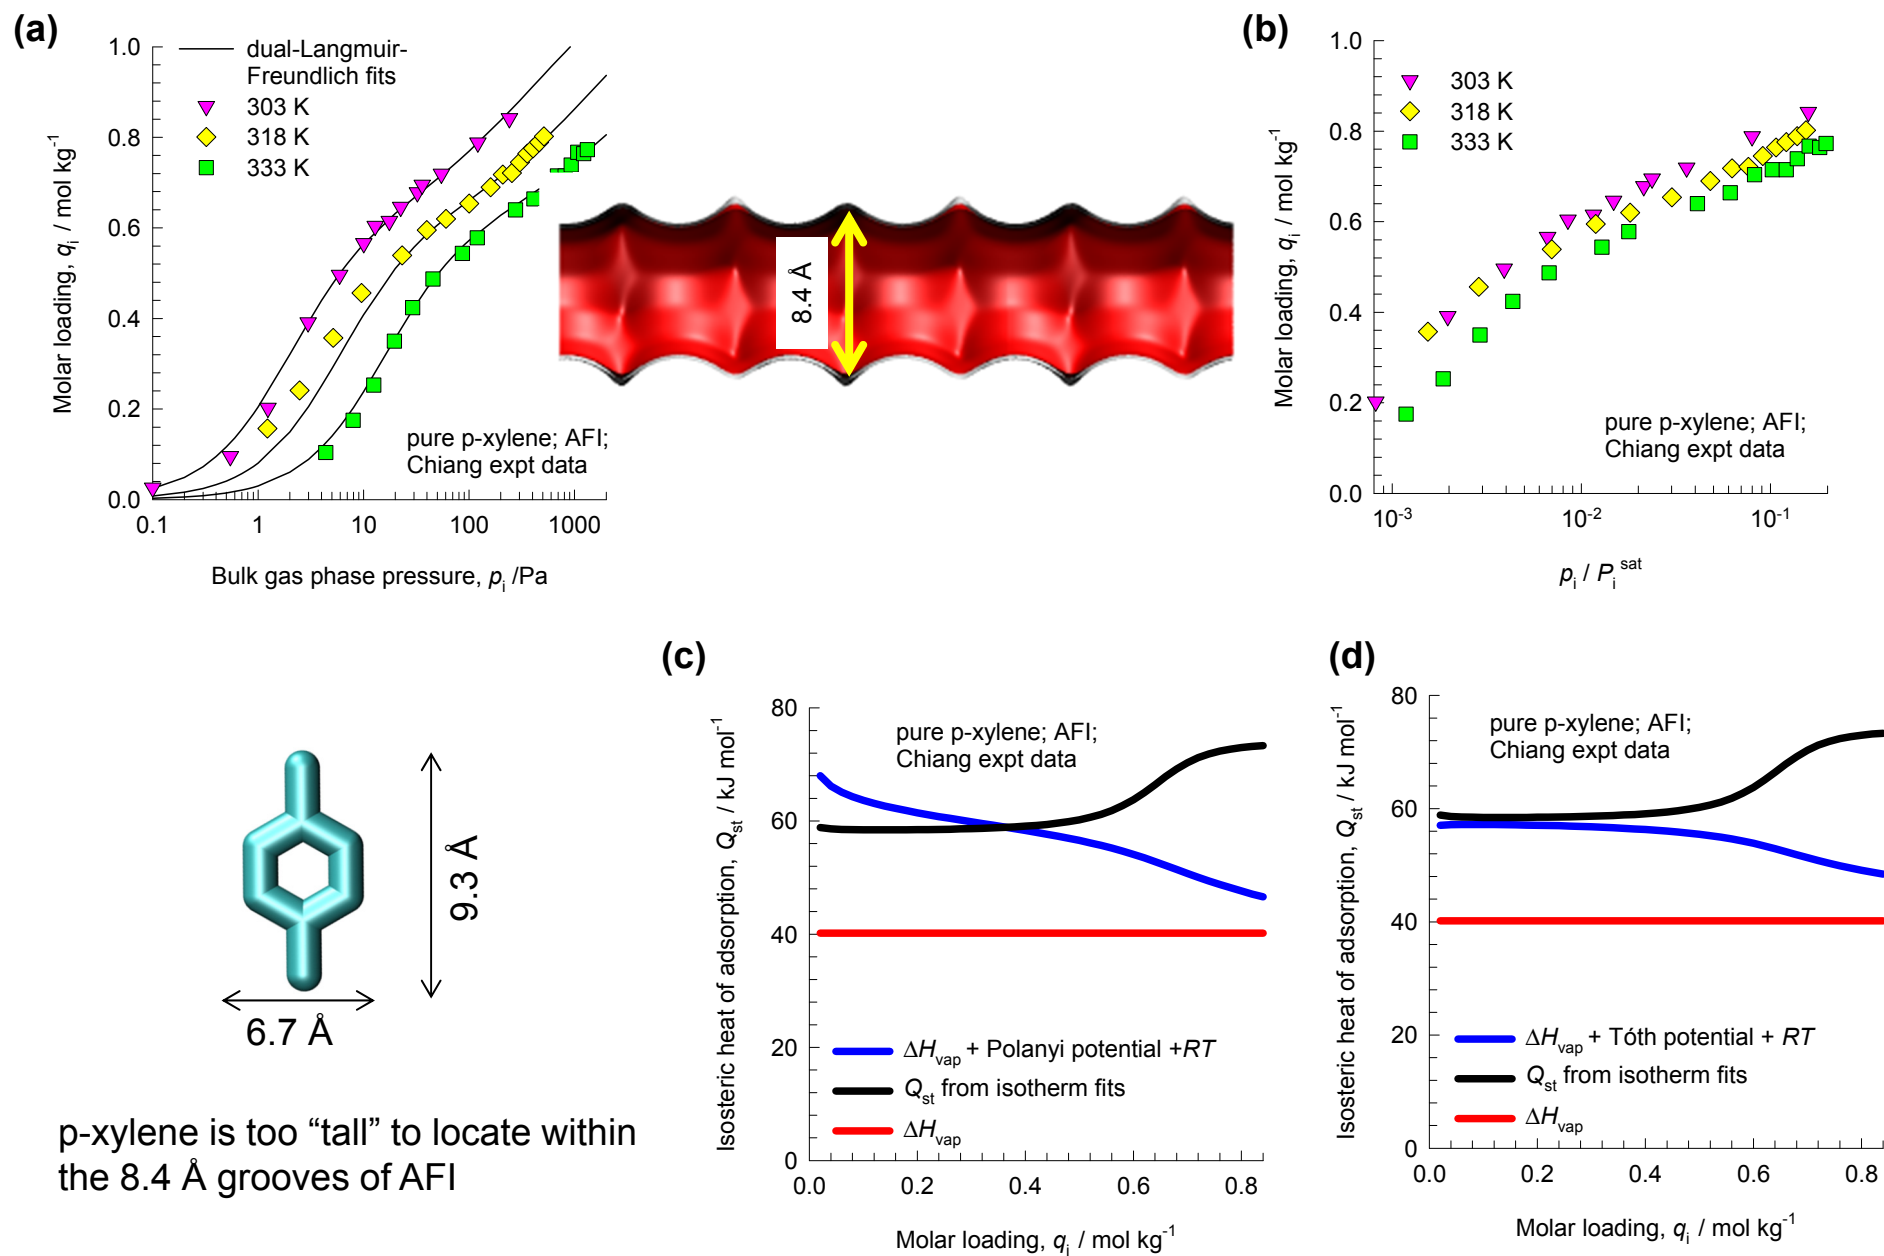 (a)
dual-Langmuir-
Freundlich fits
303 K
318 K
333 K
Molar loading, qi / mol kg-1
1.0
0.8
0.6
0.4
0.2
0.0
0.1 1 10 100 1000
Bulk gas phase pressure, pi /Pa
pure p-xylene; AFI;
Chiang expt data
8.4 Å
(b)
303 K
318 K
333 K
Molar loading, qi / mol kg-1
1.0
0.8
0.6
0.4
0.2
0.0
10-3 10-2 10-1
pi / Pi sat
pure p-xylene; AFI;
Chiang expt data
9.3 Å
6.7 Å
p-xylene is too “tall” to locate within
the 8.4 Å grooves of AFI
(c)
Isosteric heat of adsorption, Qst / kJ mol-1
80
60
40
20
0
pure p-xylene; AFI;
Chiang expt data
ΔHvap + Polanyi potential +RT
Qst from isotherm fits
ΔHvap
0.0 0.2 0.4 0.6 0.8
Molar loading, qi / mol kg-1
(d)
Isosteric heat of adsorption, Qst / kJ mol-1
80
60
40
20
0
pure p-xylene; AFI;
Chiang expt data
ΔHvap + Tóth potential + RT
Qst from isotherm fits
ΔHvap
0.0 0.2 0.4 0.6 0.8
Molar loading, qi / mol kg-1